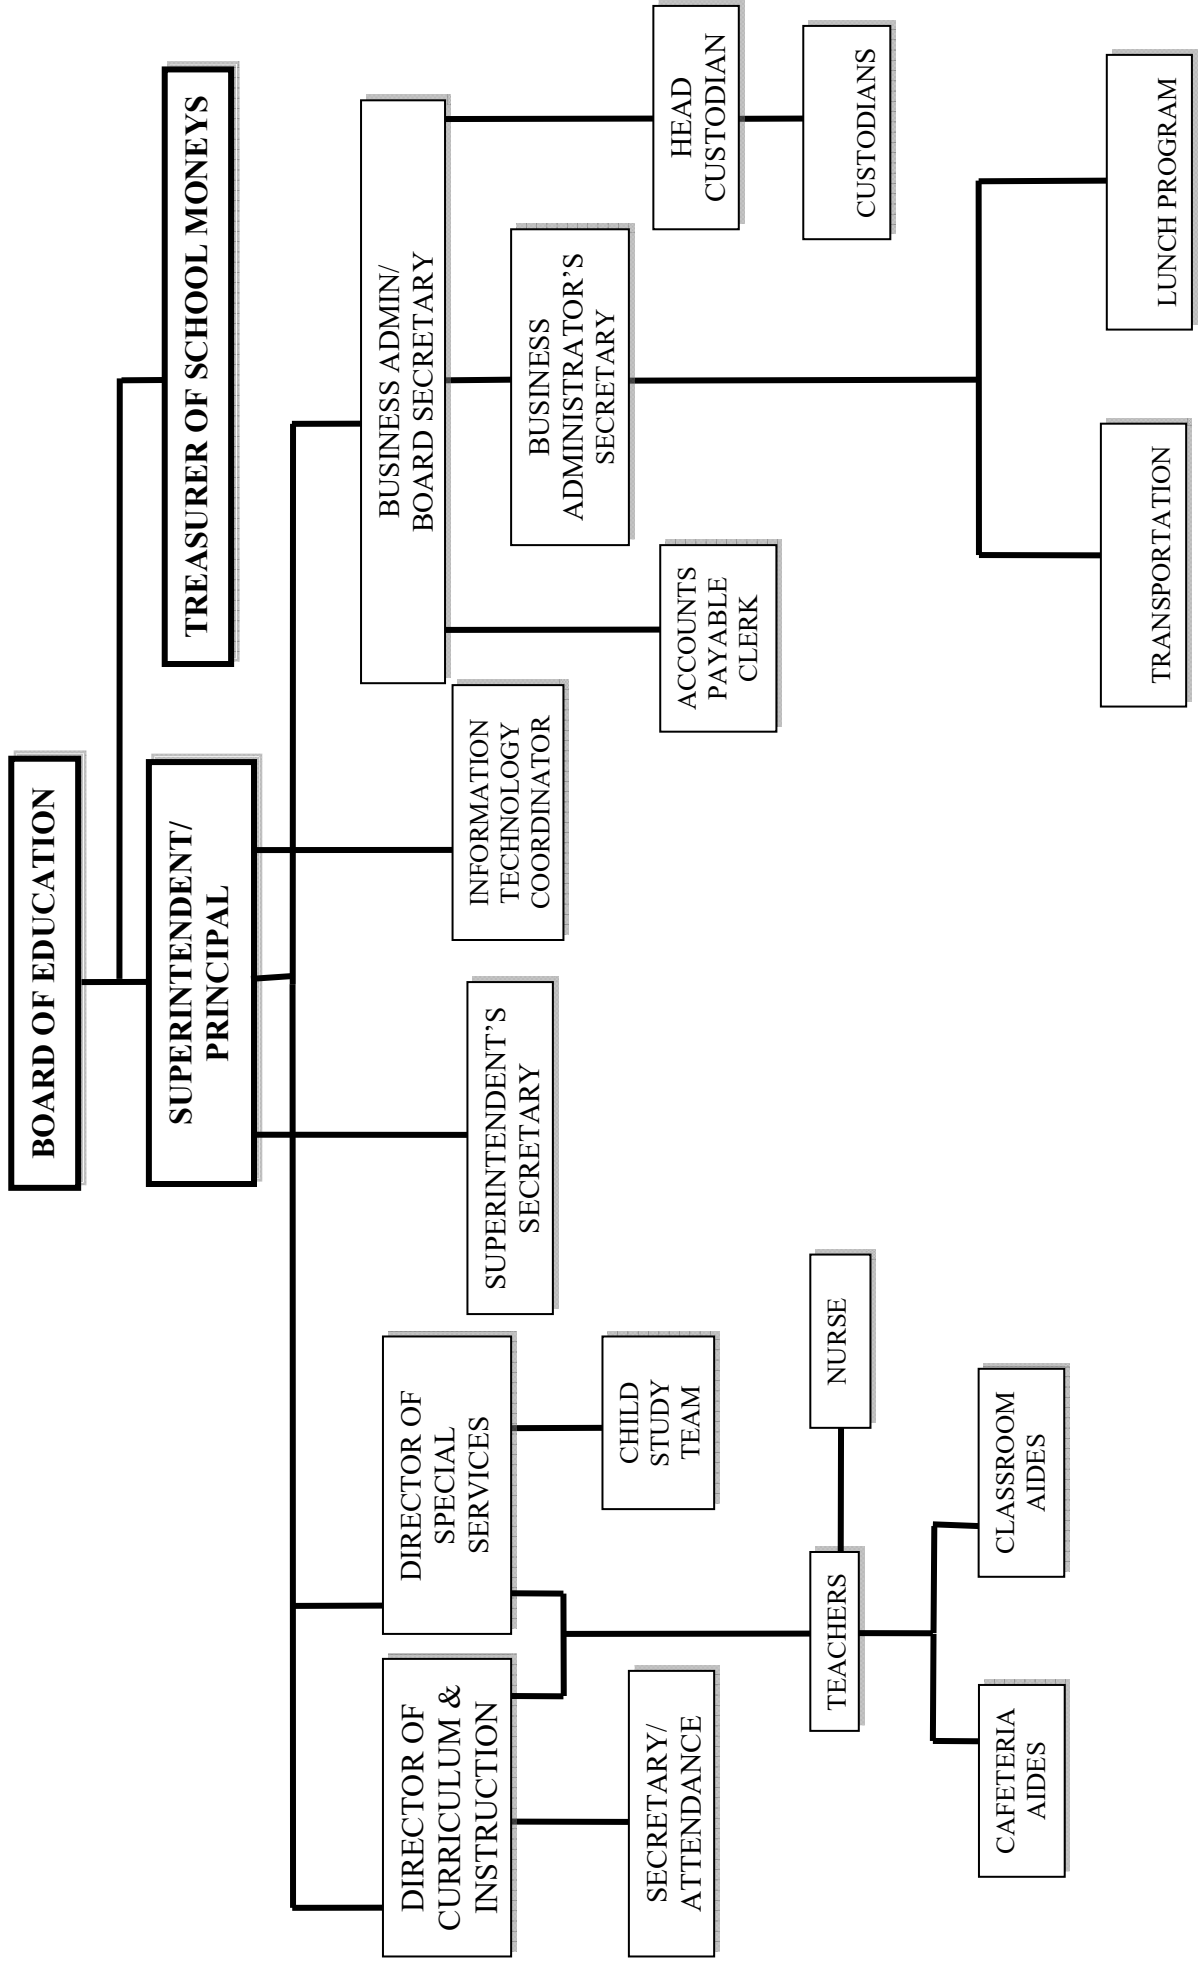 BOARD OF EDUCATION
SUPERINTENDENT/
PRINCIPAL
TREASURER OF SCHOOL MONEYS
DIRECTOR OF
CURRICULUM &
INSTRUCTION
DIRECTOR OF
SPECIAL
SERVICES
SUPERINTENDENT’S
SECRETARY
INFORMATION
TECHNOLOGY
COORDINATOR
BUSINESS ADMIN/
BOARD SECRETARY
SECRETARY/
ATTENDANCE
CHILD
STUDY
TEAM
ACCOUNTS
PAYABLE
CLERK
BUSINESS
ADMINISTRATOR’S
SECRETARY
HEAD
CUSTODIAN
CUSTODIANS
TEACHERS
NURSE
CAFETERIA
AIDES
CLASSROOM
AIDES
TRANSPORTATION
LUNCH PROGRAM